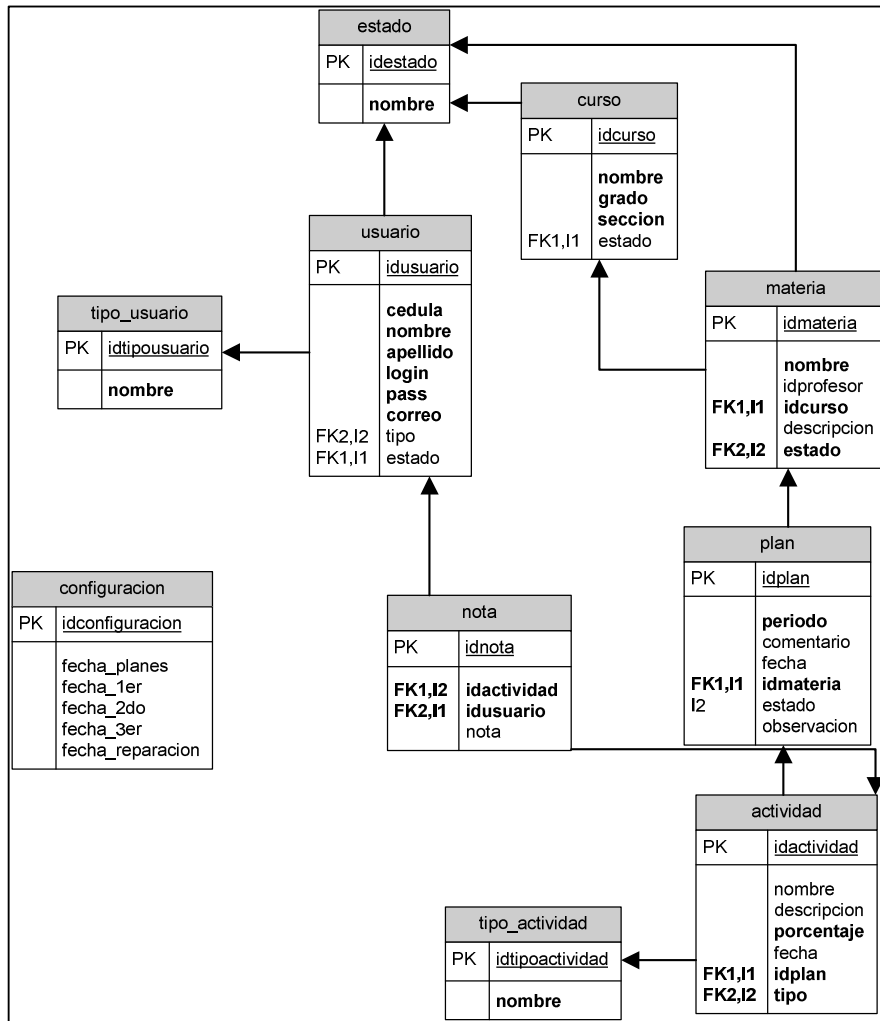 estado
PK idestado
nombre
curso
PK idcurso
nombre
grado
seccion
FK1,I1 estado
usuario
PK idusuario
cedula
nombre
apellido
login
pass
correo
FK2,I2 tipo
FK1,I1 estado
materia
PK idmateria
nombre
idprofesor
FK1,I1 idcurso
descripcion
FK2,I2 estado
tipo_usuario
PK idtipousuario
nombre
plan
PK idplan
periodo
comentario
fecha
FK1,I1 idmateria
I2 estado
observacion
configuracion
PK idconfiguracion
fecha_planes
fecha_1er
fecha_2do
fecha_3er
fecha_reparacion
nota
PK idnota
FK1,I2 idactividad
FK2,I1 idusuario
nota
actividad
PK idactividad
nombre
descripcion
porcentaje
fecha
FK1,I1 idplan
FK2,I2 tipo
tipo_actividad
PK idtipoactividad
nombre